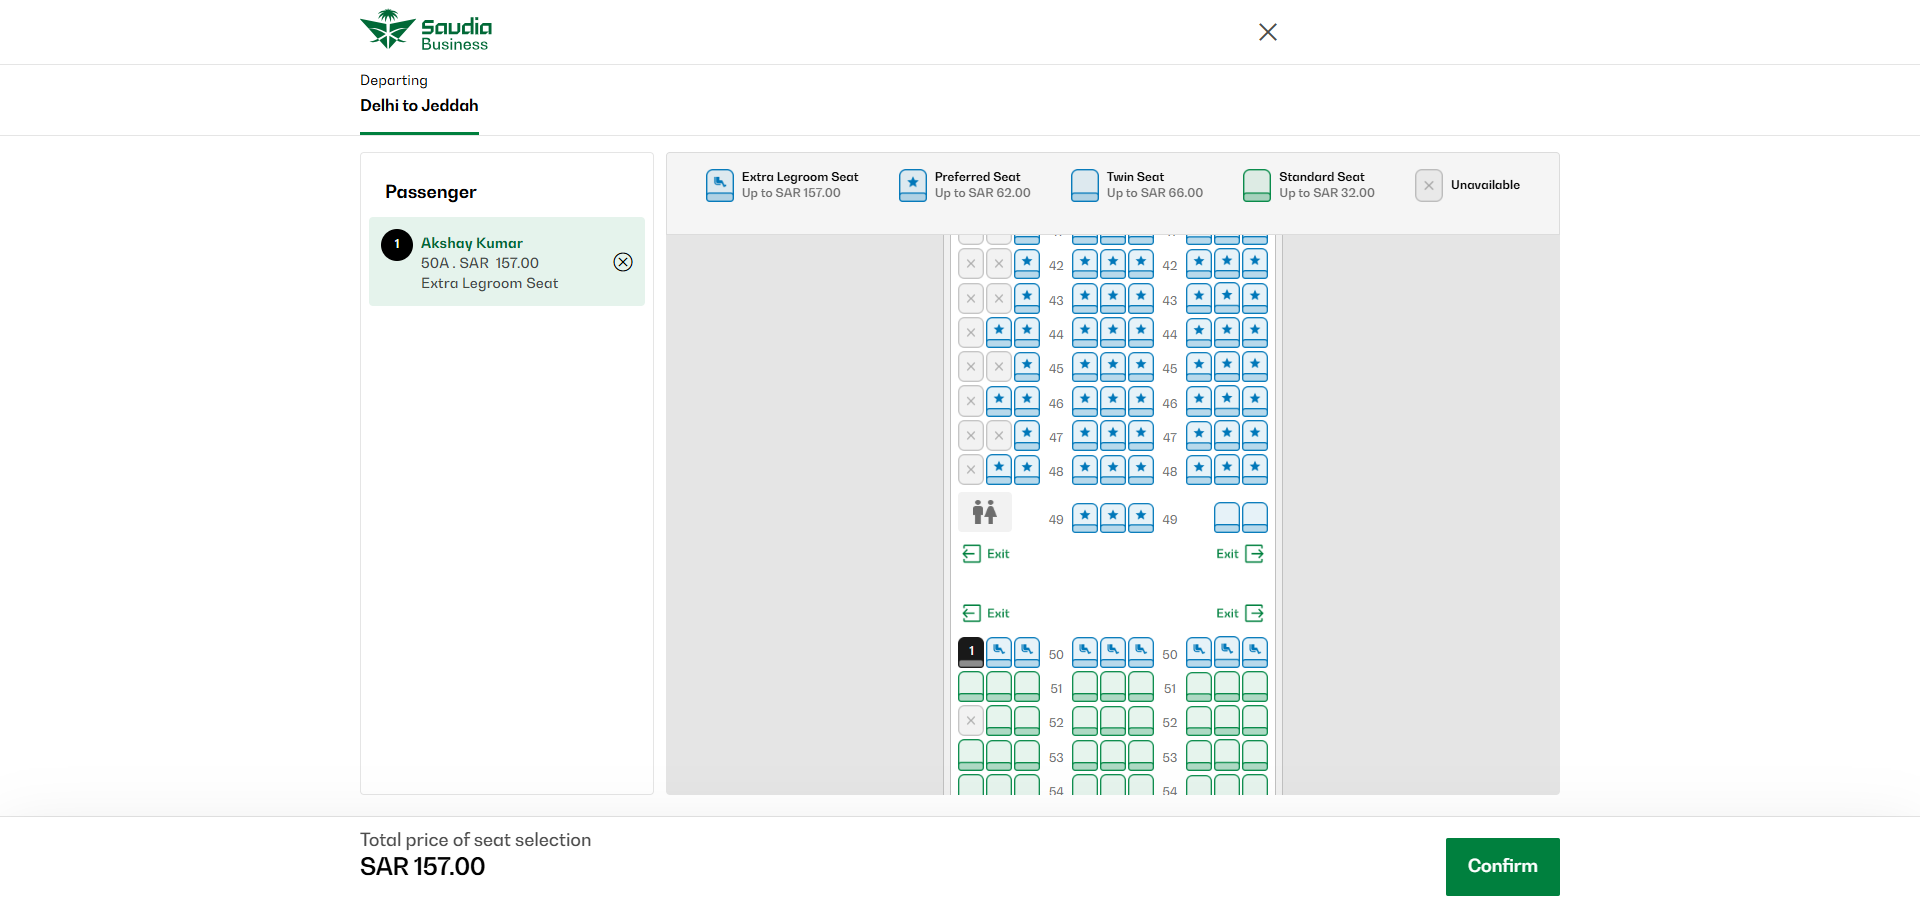 Saudia
Business
Departing
Delhi to Jeddah
Passenger
1
Akshay Kumar
50A . SAR 157.00
Extra Legroom Seat
Extra Legroom Seat
Up to SAR 157.00
Preferred Seat
Up to SAR 62.00
Twin Seat
Up to SAR 66.00
Standard Seat
Up to SAR 32.00
Unavailable
42 42
43 43
44 44
45 45
46 46
47 47
48 48
49 49
Exit Exit
Exit Exit
1 50 50
51 51
52 52
53 53
54 54
Total price of seat selection
SAR 157.00
Confirm